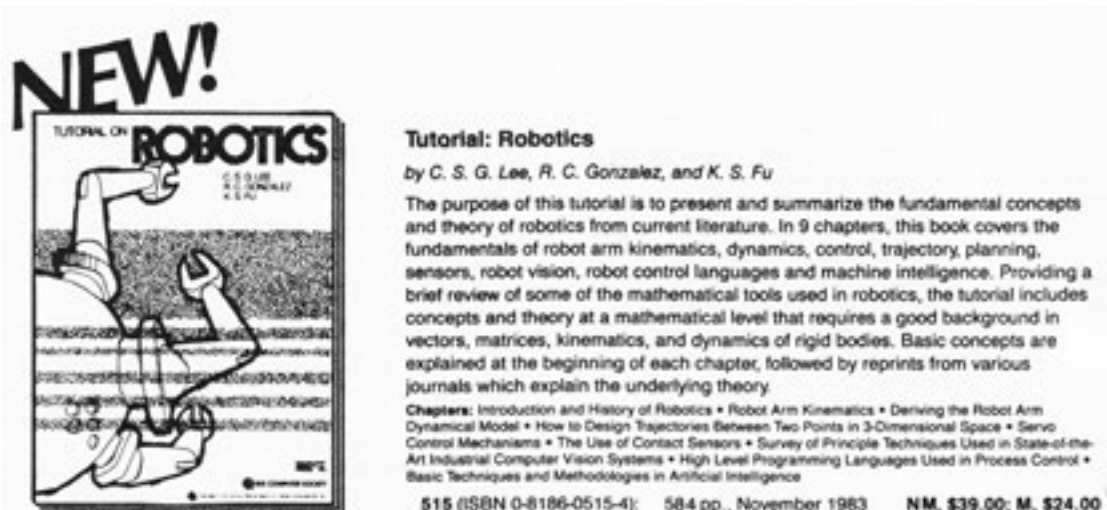 NEW!
TUTORIAL ON ROBOTICS
C. S. G. LEE
R. C. GONZALEZ
K. S. FU
IEEE COMPUTER SOCIETY
Tutorial: Robotics
by C. S. G. Lee, R. C. Gonzalez, and K. S. Fu
The purpose of this tutorial is to present and summarize the fundamental concepts
and theory of robotics from current literature. In 9 chapters, this book covers the
fundamentals of robot arm kinematics, dynamics, control, trajectory, planning,
sensors, robot vision, robot control languages and machine intelligence. Providing a
brief review of some of the mathematical tools used in robotics, the tutorial includes
concepts and theory at a mathematical level that requires a good background in
vectors, matrices, kinematics, and dynamics of rigid bodies. Basic concepts are
explained at the beginning of each chapter, followed by reprints from various
journals which explain the underlying theory.
Chapters: Introduction and History of Robotics • Robot Arm Kinematics • Deriving the Robot Arm
Dynamical Model • How to Design Trajectories Between Two Points in 3-Dimensional Space • Servo
Control Mechanisms • The Use of Contact Sensors • Survey of Principle Techniques Used in State-of-the-
Art Industrial Computer Vision Systems • High Level Programming Languages Used in Process Control •
Basic Techniques and Methodologies in Artificial Intelligence
515 (ISBN 0-8186-0515-4): 584 pp., November 1983 NM, $39.00; M, $24.00